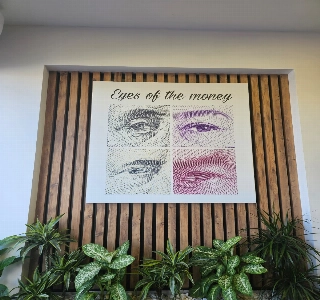 Eyes of the money